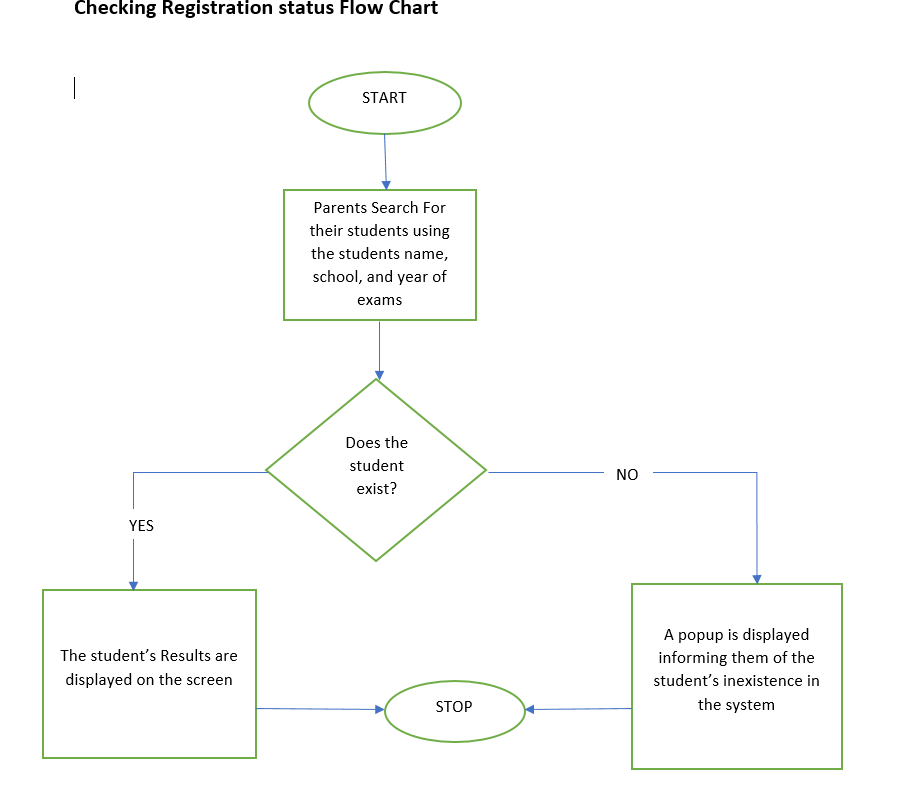 Checking Registration status Flow Chart
START
Parents Search For
their students using
the students name,
school, and year of
exams
Does the
student
exist?
NO
YES
The student’s Results are
displayed on the screen
A popup is displayed
informing them of the
student’s inexistence in
the system
STOP